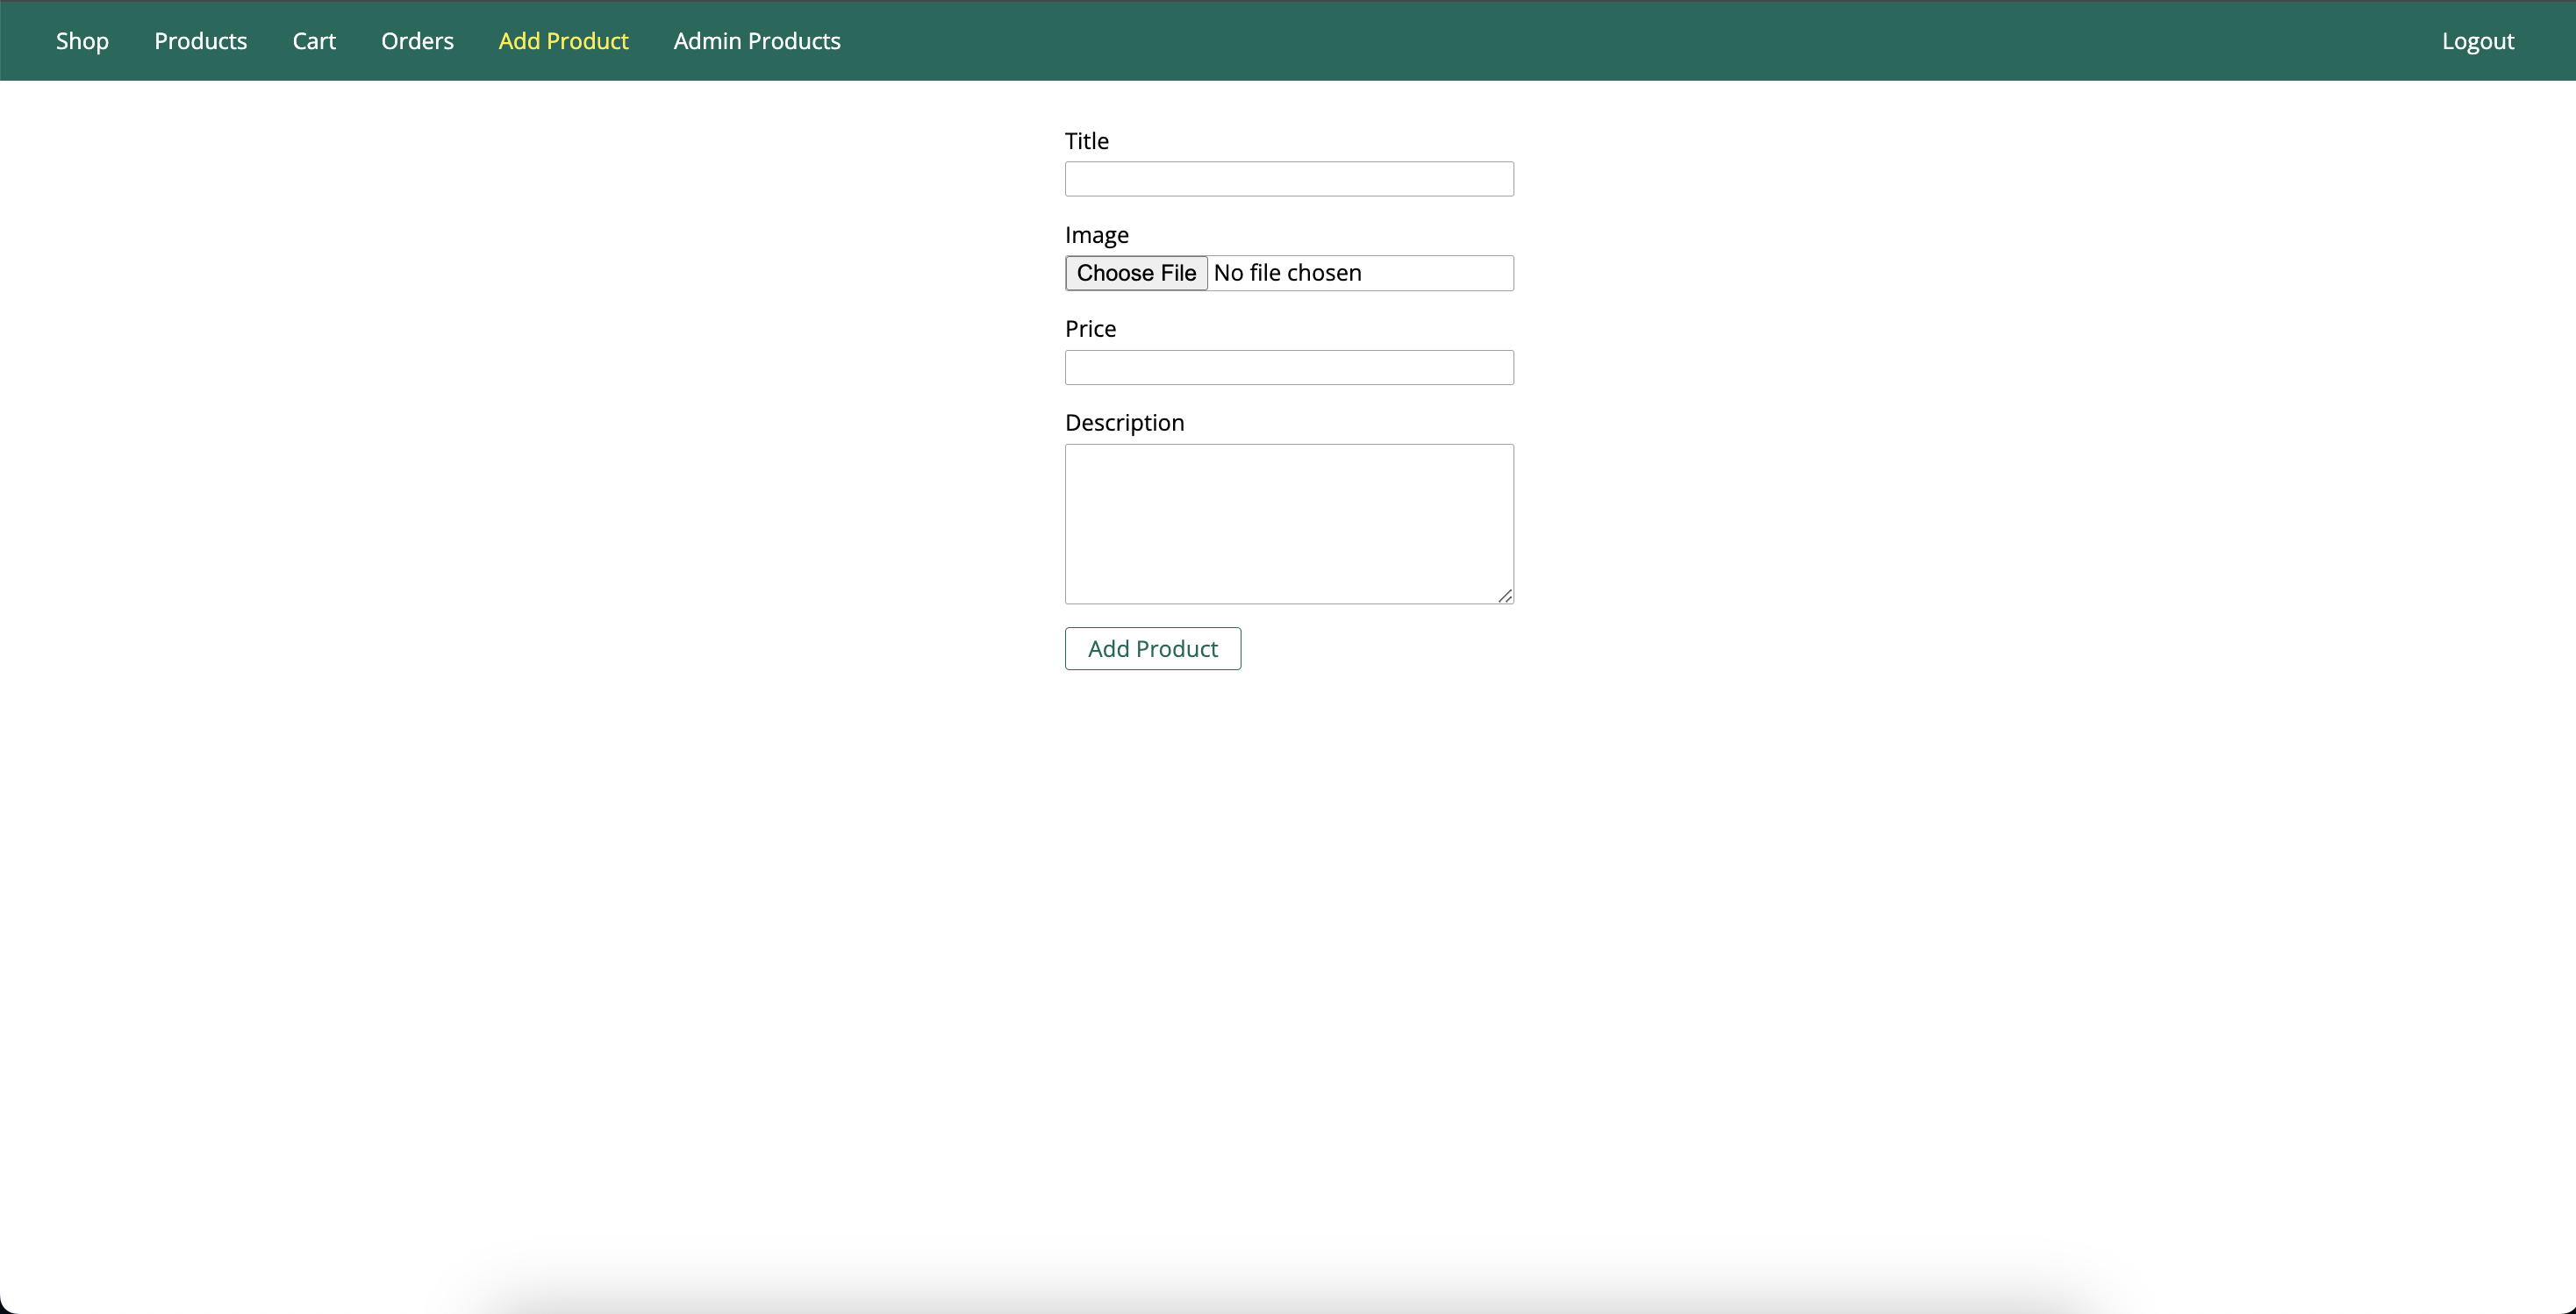 Shop Products Cart Orders Add Product Admin Products Logout
Title
Image
Choose File No file chosen
Price
Description
Add Product